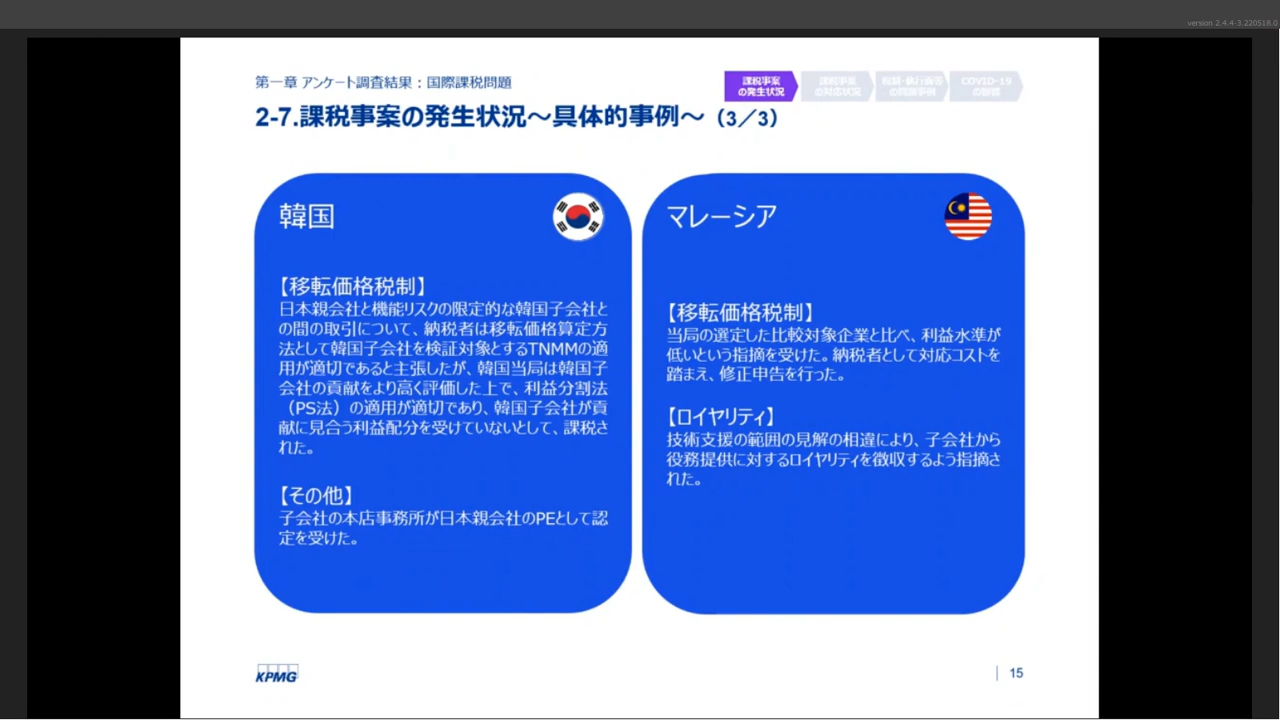 version 2.4.4-3.220518.0
第一章 アンケート調査結果：国際課税問題
課税事案
の発生状況
課税事案
の対応状況
COVID-19
の影響
2-7.課税事案の発生状況～具体的事例～（3／3）
韓国
【移転価格税制】
日本親会社と機能リスクの限定的な韓国子会社と
の間の取引について、納税者は移転価格算定方
法として韓国子会社を検証対象とするTNMMの適
用が適切であると主張したが、韓国当局は韓国子
会社の貢献をより高く評価した上で、利益分割法
（PS法）の適用が適切であり、韓国子会社が貢
献に見合う利益配分を受けていないとして、課税さ
れた。
【その他】
子会社の本店事務所が日本親会社のPEとして認
定を受けた。
マレーシア
【移転価格税制】
当局の選定した比較対象企業と比べ、利益水準が
低いという指摘を受けた。納税者として対応コストを
踏まえ、修正申告を行った。
【ロイヤリティ】
技術支援の範囲の見解の相違により、子会社から
役務提供に対するロイヤリティを徴収するよう指摘さ
れた。
KPMG
15